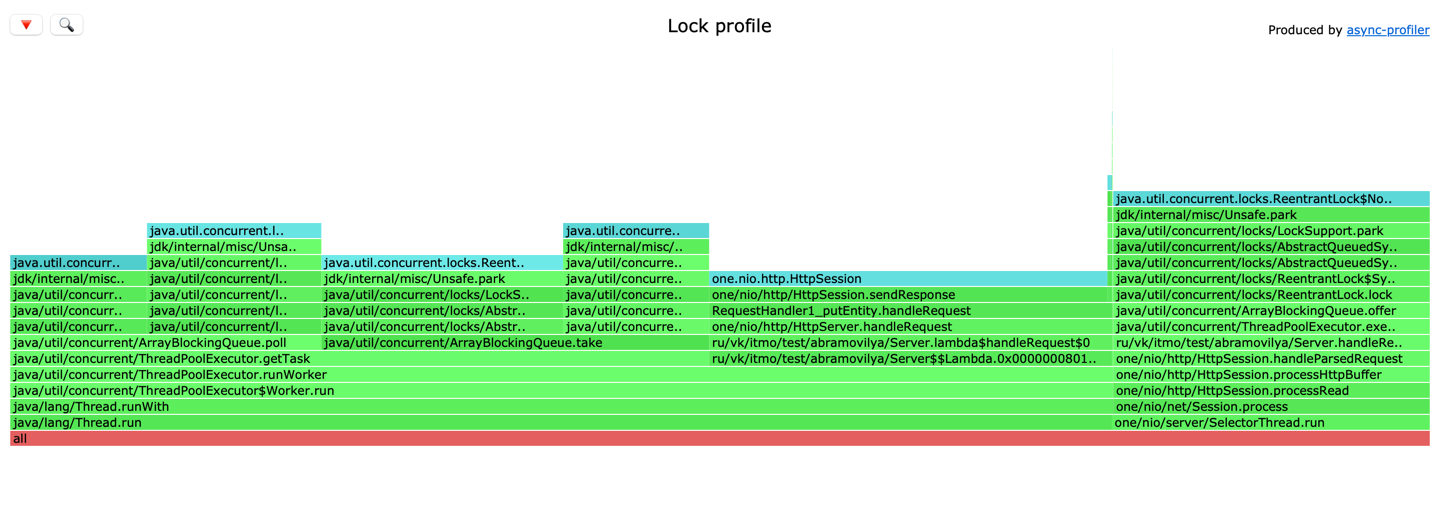 🔻 🔍 Lock profile Produced by async-profiler
java.util.concurrent.locks.ReentrantLock$No..
jdk/internal/misc/Unsafe.park
java.util.concurrent.l.. java.util.concurre.. java/util/concurrent/locks/LockSupport.park
jdk/internal/misc/Unsa.. jdk/internal/misc/.. java/util/concurrent/locks/AbstractQueuedSy..
java.util.concurr.. java/util/concurrent/l.. java.util.concurrent.locks.Reent.. java/util/concurre.. java/util/concurrent/locks/AbstractQueuedSy..
jdk/internal/misc.. java/util/concurrent/l.. jdk/internal/misc/Unsafe.park java/util/concurre.. one.nio.http.HttpSession java/util/concurrent/locks/ReentrantLock$Sy..
java/util/concurr.. java/util/concurrent/l.. java/util/concurrent/locks/LockS.. java/util/concurre.. one/nio/http/HttpSession.sendResponse java/util/concurrent/locks/ReentrantLock.lock
java/util/concurr.. java/util/concurrent/l.. java/util/concurrent/locks/Abstr.. java/util/concurre.. RequestHandler1_putEntity.handleRequest java/util/concurrent/ArrayBlockingQueue.offer
java/util/concurr.. java/util/concurrent/l.. java/util/concurrent/locks/Abstr.. java/util/concurre.. one/nio/http/HttpServer.handleRequest java/util/concurrent/ThreadPoolExecutor.exe..
java/util/concurrent/ArrayBlockingQueue.poll java/util/concurrent/ArrayBlockingQueue.take ru/vk/itmo/test/abramovilya/Server.lambda$handleRequest$0 ru/vk/itmo/test/abramovilya/Server.handleRe..
java/util/concurrent/ThreadPoolExecutor.getTask ru/vk/itmo/test/abramovilya/Server$$Lambda.0x0000000801.. one/nio/http/HttpSession.handleParsedRequest
java/util/concurrent/ThreadPoolExecutor.runWorker one/nio/http/HttpSession.processHttpBuffer
java/util/concurrent/ThreadPoolExecutor$Worker.run one/nio/http/HttpSession.processRead
java/lang/Thread.runWith one/nio/net/Session.process
java/lang/Thread.run one/nio/server/SelectorThread.run
all